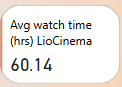 Avg watch time
(hrs) LioCinema
60.14